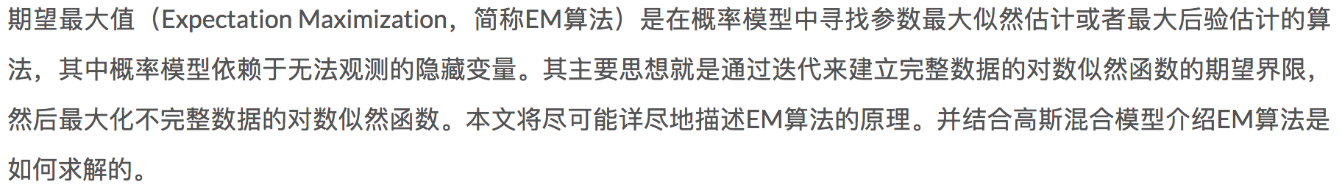 期望最大值（Expectation Maximization，简称EM算法）是在概率模型中寻找参数最大似然估计或者最大后验估计的算
法，其中概率模型依赖于无法观测的隐藏变量。其主要思想就是通过迭代来建立完整数据的对数似然函数的期望界限，
然后最大化不完整数据的对数似然函数。本文将尽可能详尽地描述EM算法的原理。并结合高斯混合模型介绍EM算法是
如何求解的。